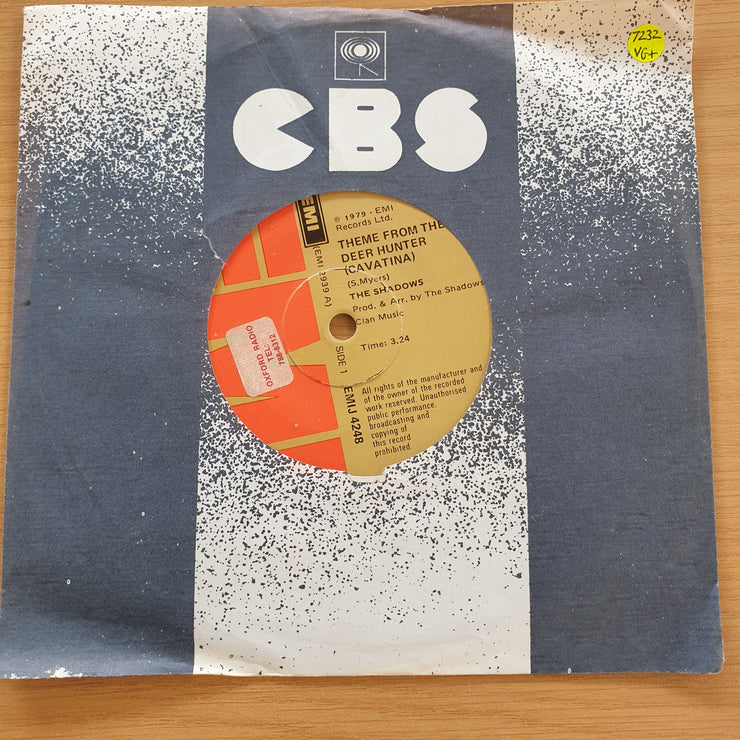 7232
VG+
CBS
EMI
℗ 1979 - EMI
Records Ltd.
THEME FROM THE
DEER HUNTER
(CAVATINA)
(S.Myers)
THE SHADOWS
Prod. & Arr. by The Shadows
Clan Music
Time: 3.24
(EMI 2939 A)
SIDE 1
EMIJ 4248
OXFORD RADIO
TEL:
788-8312
All rights of the manufacturer and
of the owner of the recorded
work reserved. Unauthorised
public performance.
broadcasting and
copying of
this record
prohibited